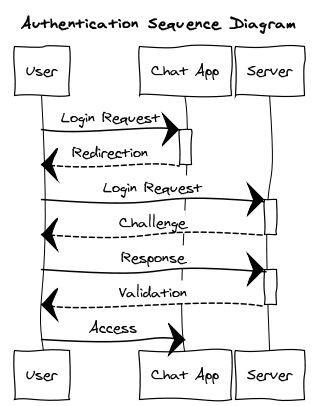 Authentication Sequence Diagram
User Chat App Server
Login Request
Redirection
Login Request
Challenge
Response
Validation
Access
User Chat App Server